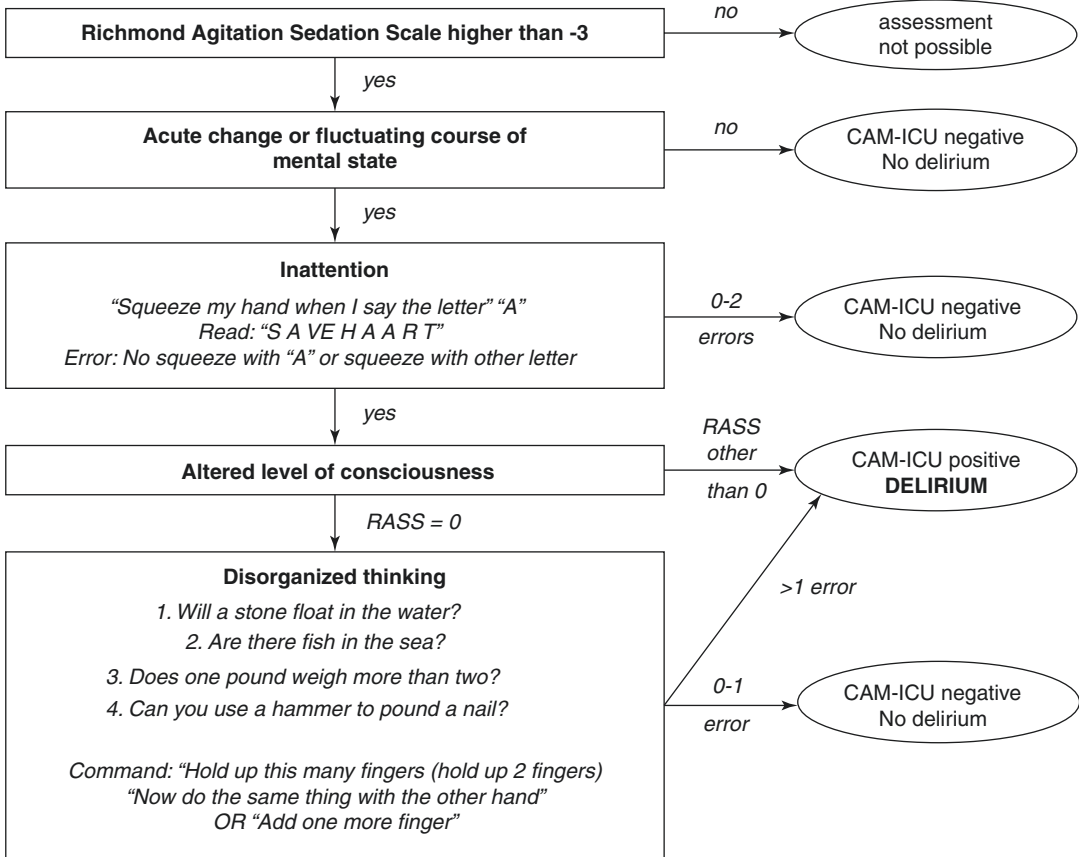 Richmond Agitation Sedation Scale higher than -3
no
assessment
not possible
yes
Acute change or fluctuating course of
mental state
no
CAM-ICU negative
No delirium
yes
Inattention
“Squeeze my hand when I say the letter” “A”
Read: “S A VE H A A R T”
Error: No squeeze with “A” or squeeze with other letter
0-2
errors
CAM-ICU negative
No delirium
yes
Altered level of consciousness
RASS
other
than 0
CAM-ICU positive
DELIRIUM
RASS = 0
Disorganized thinking
1. Will a stone float in the water?
2. Are there fish in the sea?
3. Does one pound weigh more than two?
4. Can you use a hammer to pound a nail?
Command: “Hold up this many fingers (hold up 2 fingers)
“Now do the same thing with the other hand”
OR “Add one more finger”
>1 error
0-1
error
CAM-ICU negative
No delirium